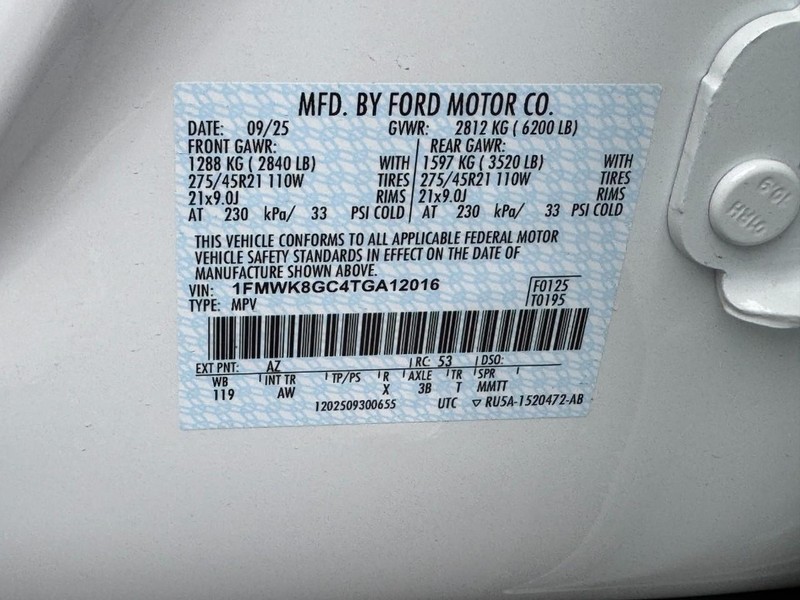 MFD. BY FORD MOTOR CO.
DATE: 09/25 GVWR: 2812 KG ( 6200 LB)
FRONT GAWR: REAR GAWR:
1288 KG ( 2840 LB) WITH 1597 KG ( 3520 LB) WITH
275/45R21 110W TIRES 275/45R21 110W TIRES
21x9.0J RIMS 21x9.0J RIMS
AT 230 kPa/ 33 PSI COLD AT 230 kPa/ 33 PSI COLD
THIS VEHICLE CONFORMS TO ALL APPLICABLE FEDERAL MOTOR
VEHICLE SAFETY STANDARDS IN EFFECT ON THE DATE OF
MANUFACTURE SHOWN ABOVE.
VIN: 1FMWK8GC4TGA12016 F0125
TYPE: MPV T0195
EXT PNT: AZ RC: 53 DSO:
WB INT TR TP/PS R AXLE TR SPR
119 AW X 3B T MMTT
1202509300655 UTC ▽ RU5A-1520472-AB